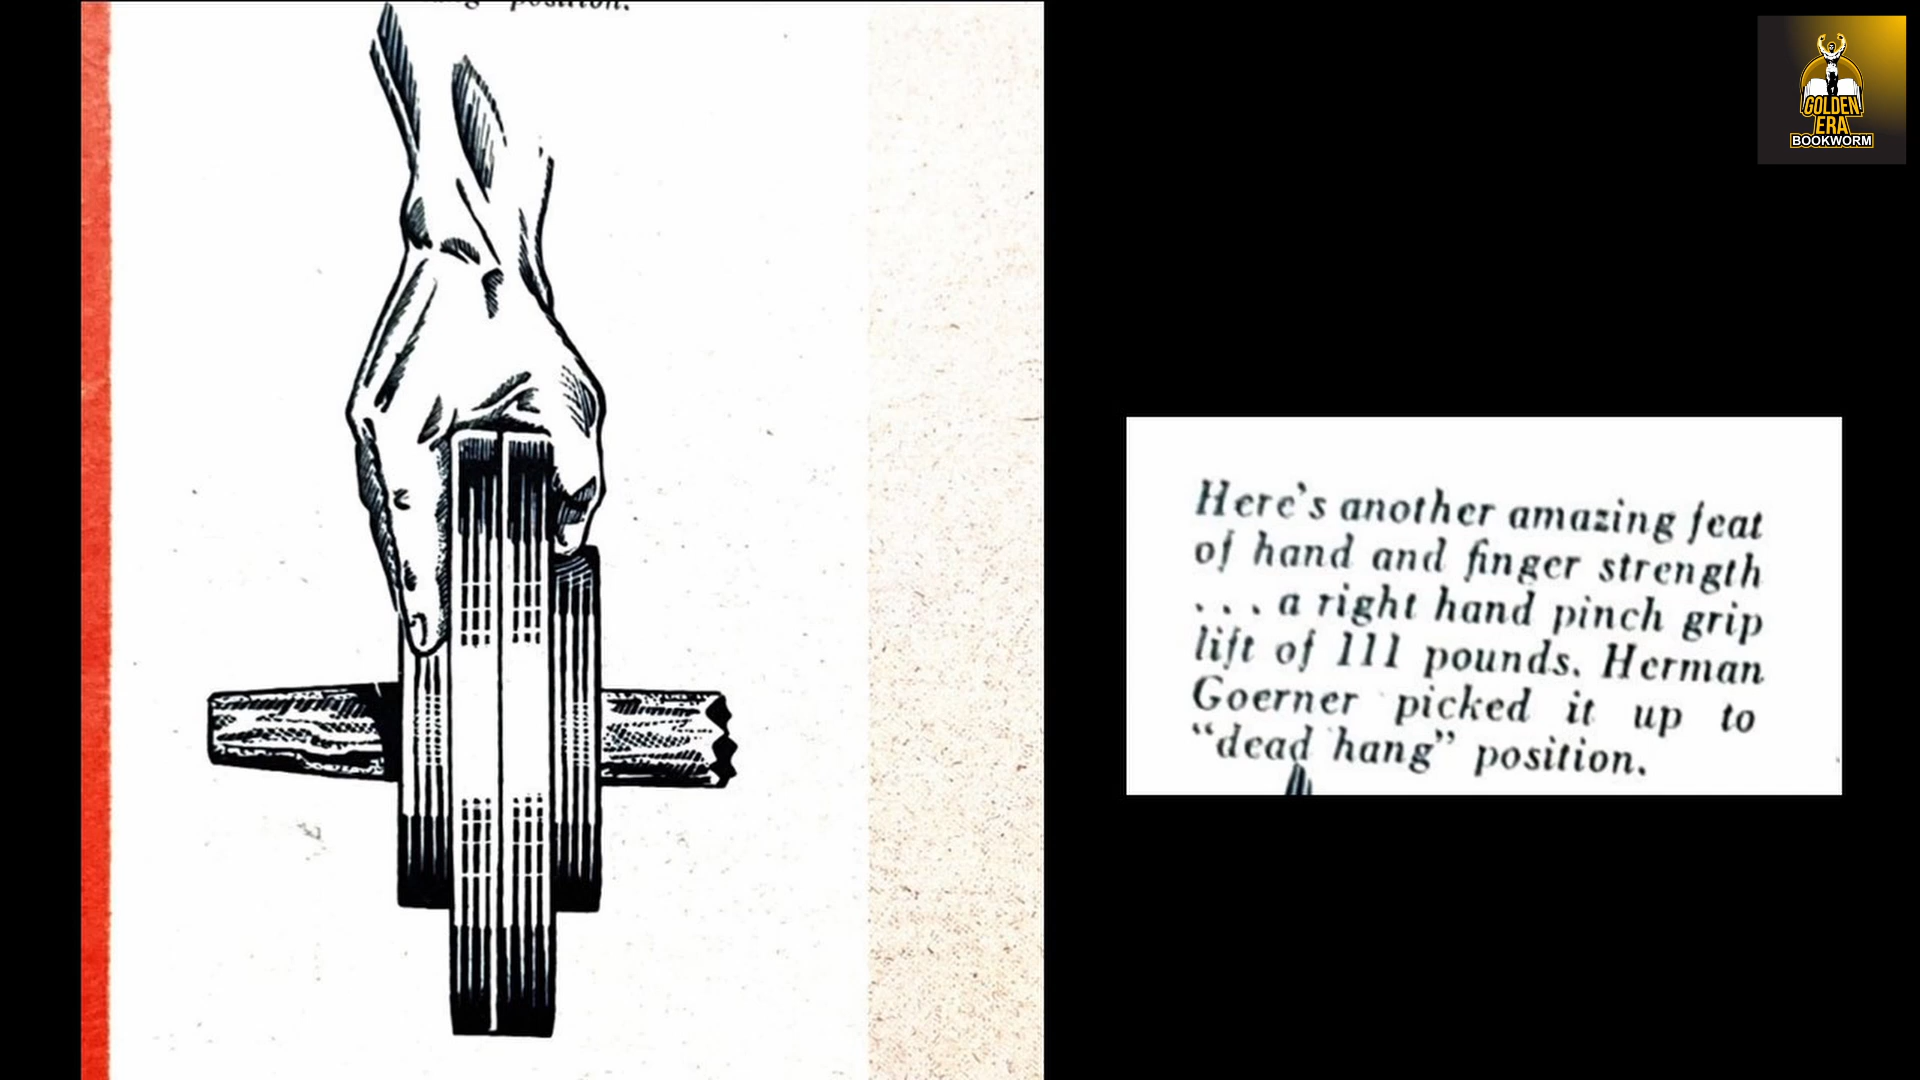 position.
GOLDEN
ERA
BOOKWORM
Here's another amazing feat
of hand and finger strength
. . . a right hand pinch grip
lift of 111 pounds. Herman
Goerner picked it up to
"dead hang" position.